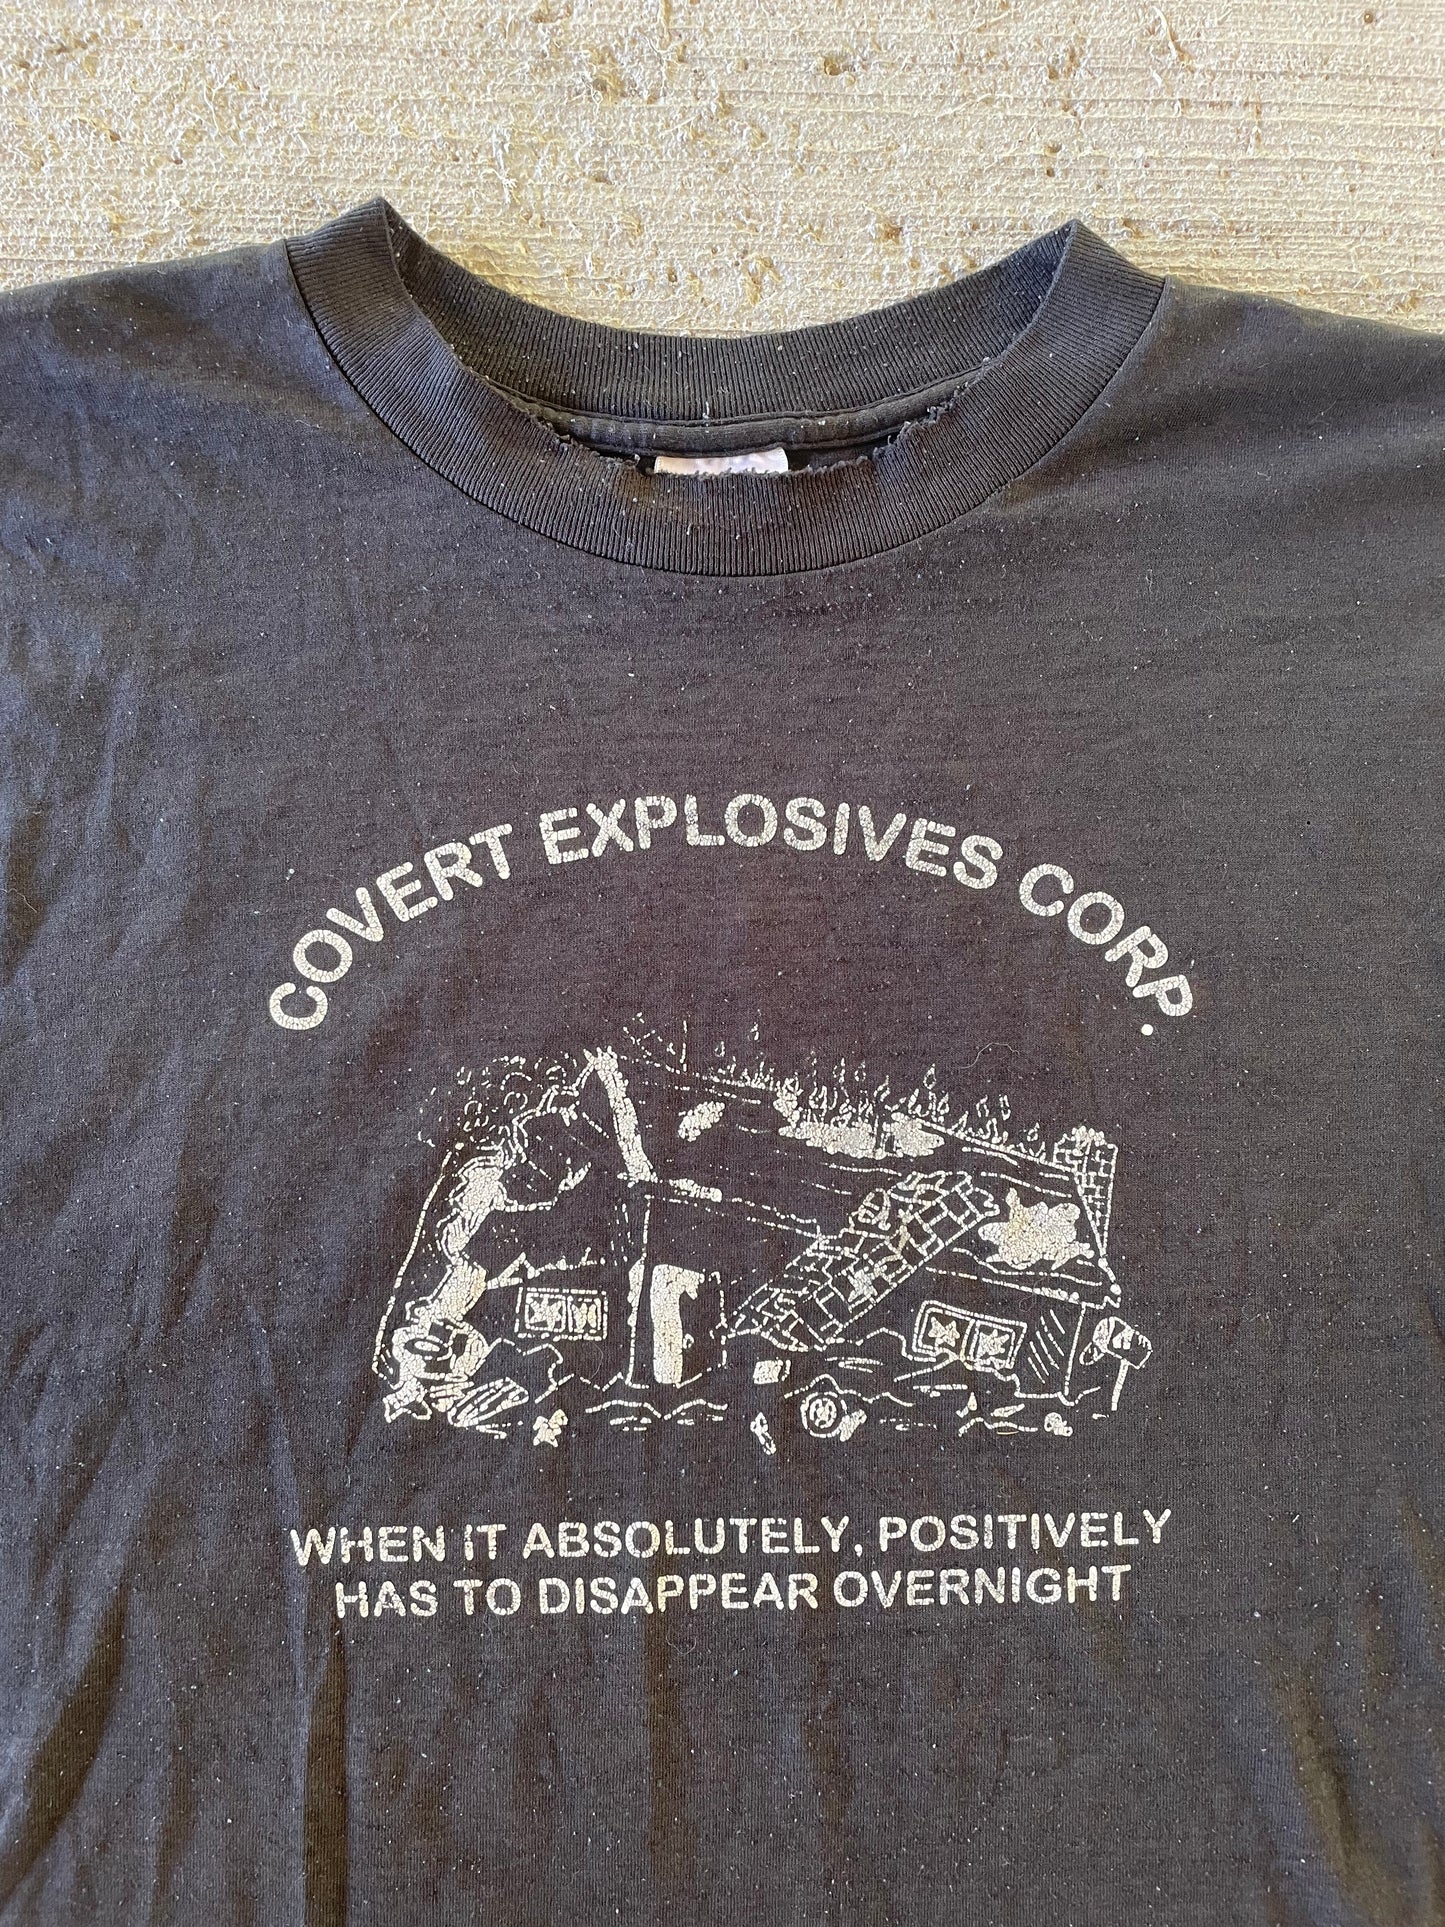 COVERT EXPLOSIVES CORP.
WHEN IT ABSOLUTELY, POSITIVELY
HAS TO DISAPPEAR OVERNIGHT